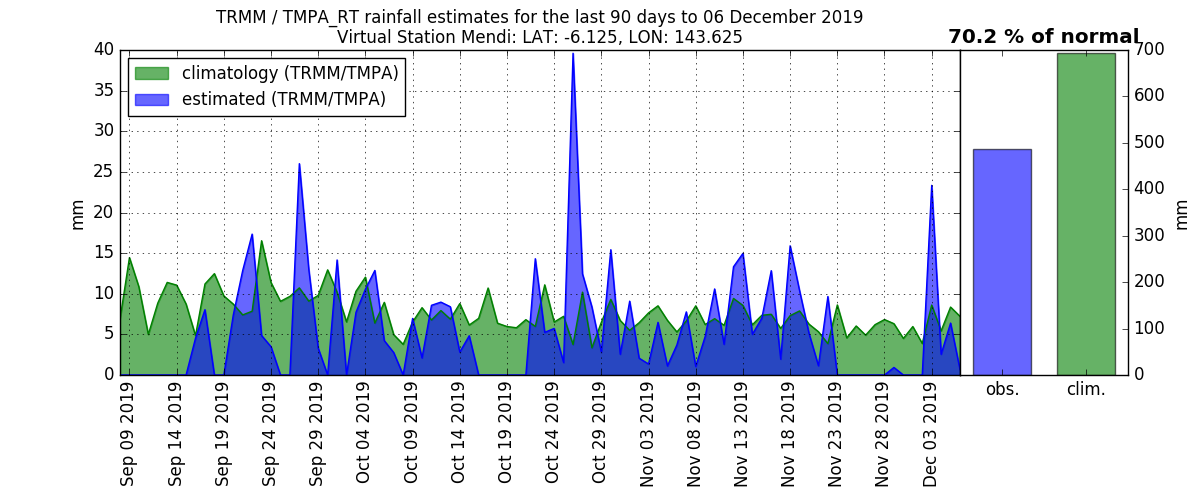 TRMM / TMPA_RT rainfall estimates for the last 90 days to 06 December 2019
Virtual Station Mendi: LAT: -6.125, LON: 143.625
70.2 % of normal
climatology (TRMM/TMPA)
estimated (TRMM/TMPA)
40
35
30
25
20
15
10
5
0
mm
Sep 09 2019
Sep 14 2019
Sep 19 2019
Sep 24 2019
Sep 29 2019
Oct 04 2019
Oct 09 2019
Oct 14 2019
Oct 19 2019
Oct 24 2019
Oct 29 2019
Nov 03 2019
Nov 08 2019
Nov 13 2019
Nov 18 2019
Nov 23 2019
Nov 28 2019
Dec 03 2019
obs.
clim.
700
600
500
400
300
200
100
0
mm